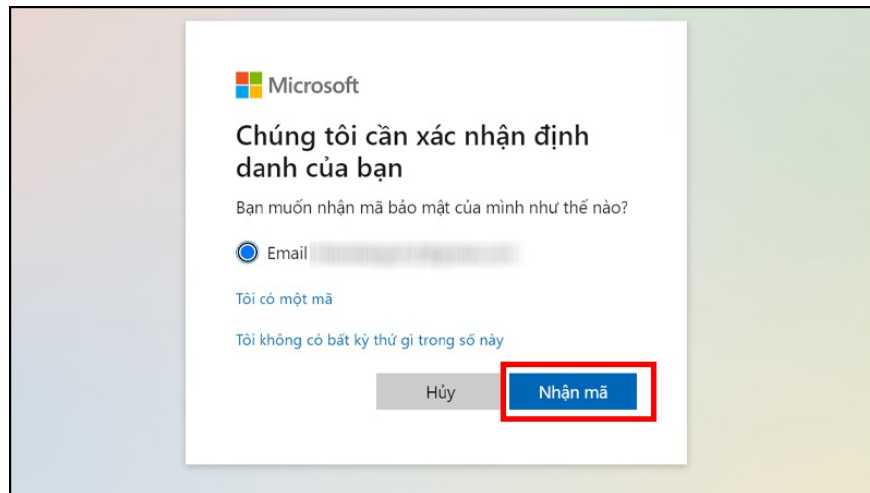 Microsoft
Chúng tôi cần xác nhận định
danh của bạn
Bạn muốn nhận mã bảo mật của mình như thế nào?
Email
Tôi có một mã
Tôi không có bất kỳ thứ gì trong số này
Hủy
Nhận mã